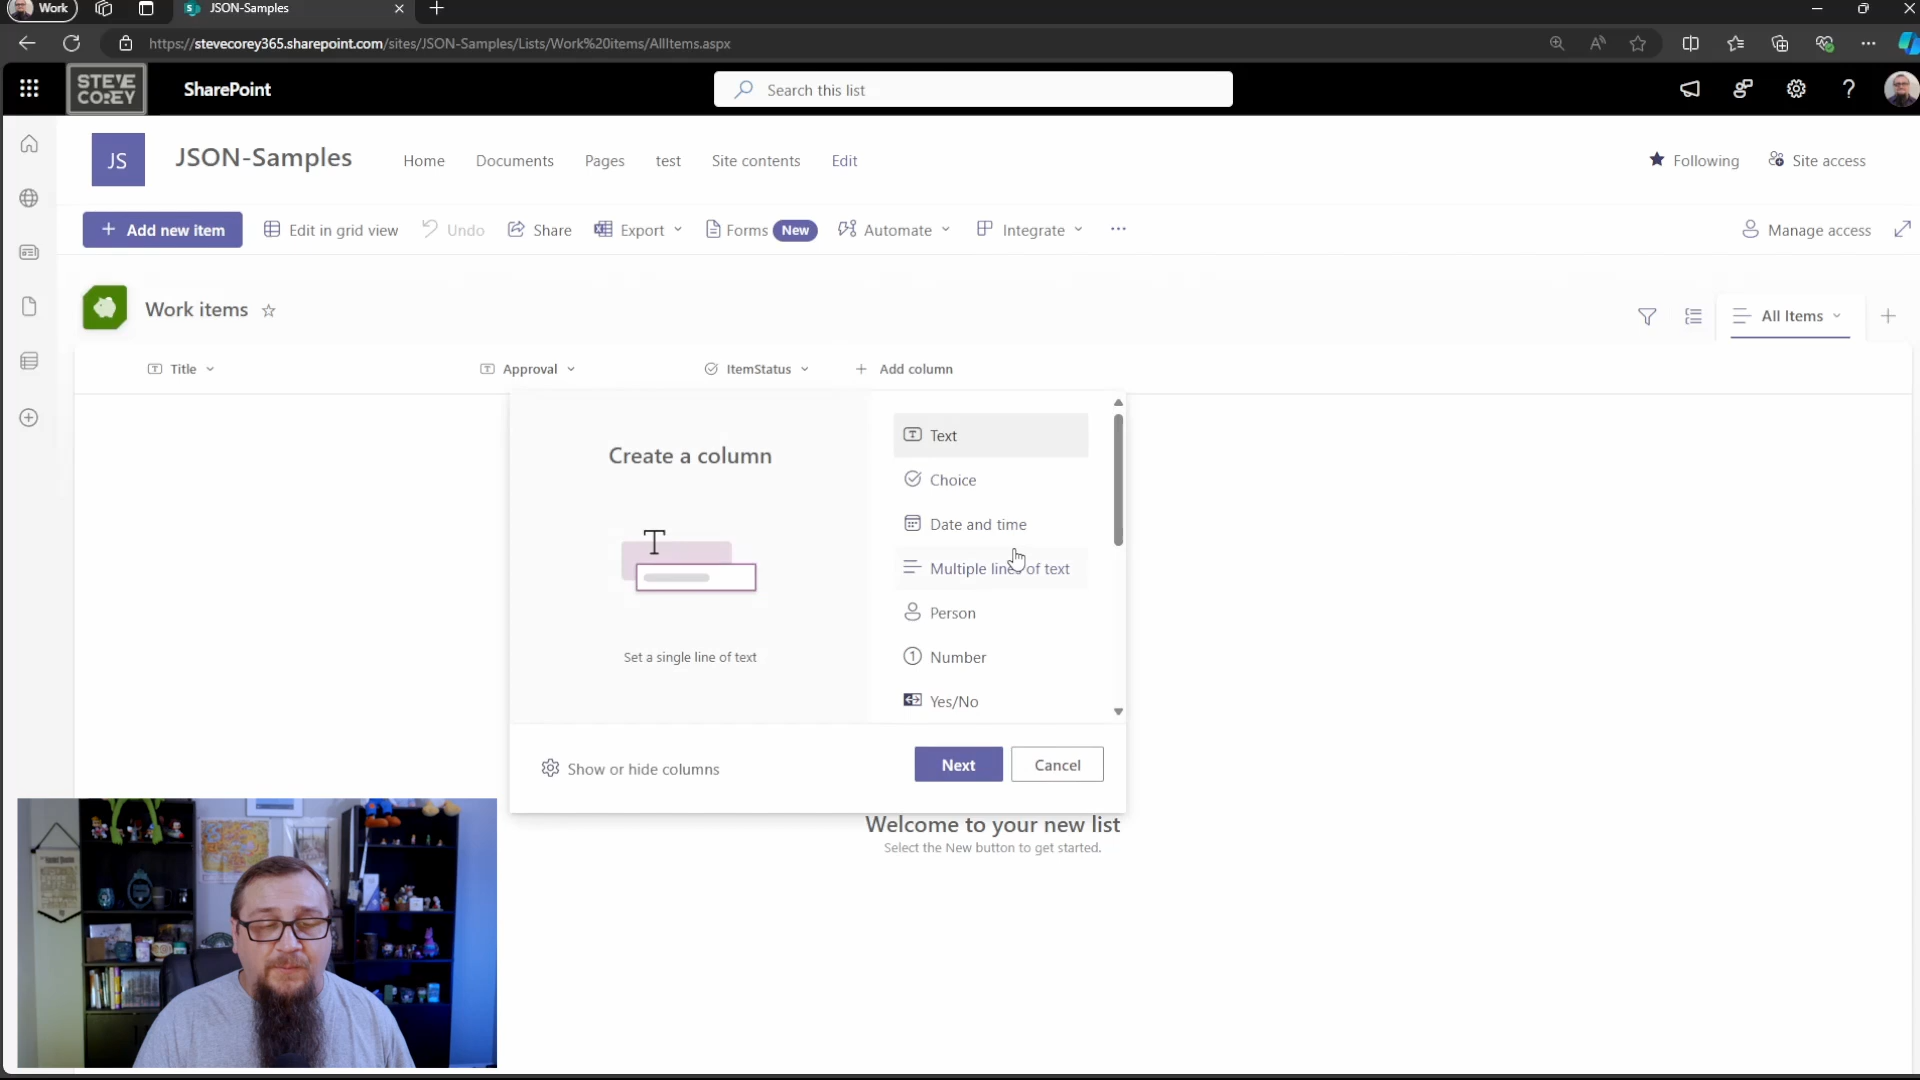 Work
JSON-Samples
https://stevecorey365.sharepoint.com/sites/JSON-Samples/Lists/Work%20items/AllItems.aspx
STEVE
COREY
SharePoint
Search this list
JS
JSON-Samples
Home
Documents
Pages
test
Site contents
Edit
Following
Site access
Add new item
Edit in grid view
Undo
Share
Export
Forms
New
Automate
Integrate
Manage access
Work items
All Items
Title
Approval
ItemStatus
Add column
Create a column
T
Set a single line of text
Text
Choice
Date and time
Multiple lines of text
Person
Number
Yes/No
Show or hide columns
Next
Cancel
Welcome to your new list
Select the New button to get started.